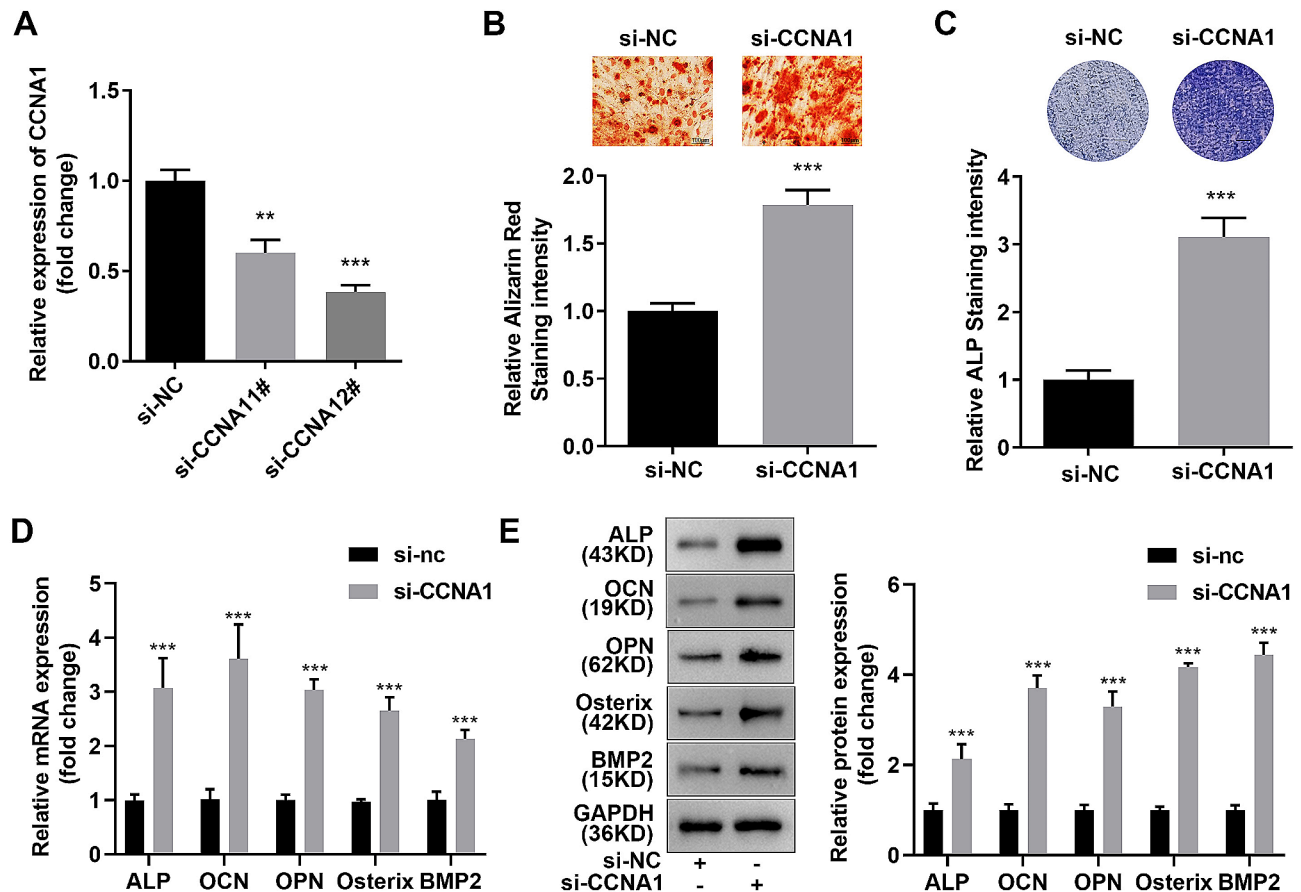 A
Relative expression of CCNA1
(fold change)
1.5
1.0
0.5
0.0
**
***
si-NC
si-CCNA11#
si-CCNA12#
B
si-NC
si-CCNA1
100μm
100μm
Relative Alizarin Red
Staining intensity
2.0
1.5
1.0
0.5
0.0
***
si-NC
si-CCNA1
C
si-NC
si-CCNA1
Relative ALP Staining intensity
4
3
2
1
0
***
si-NC
si-CCNA1
D
si-nc
si-CCNA1
Relative mRNA expression
(fold change)
5
4
3
2
1
0
***
***
***
***
***
ALP
OCN
OPN
Osterix
BMP2
E
ALP
(43KD)
OCN
(19KD)
OPN
(62KD)
Osterix
(42KD)
BMP2
(15KD)
GAPDH
(36KD)
si-NC + -
si-CCNA1 - +
si-nc
si-CCNA1
Relative protein expression
(fold change)
6
4
2
0
***
***
***
***
***
ALP
OCN
OPN
Osterix
BMP2